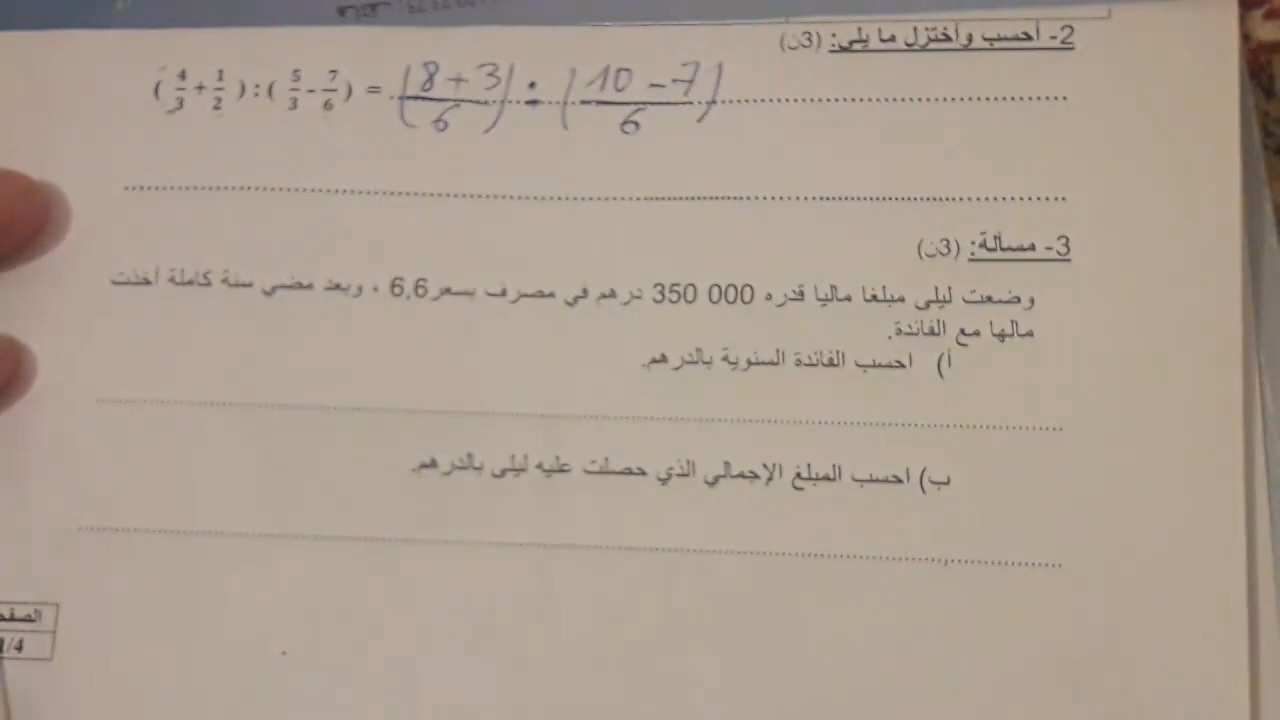 2- أحسب وأختزل ما يلي: (3ن)
( 4/3 + 1/2 ) : ( 5/3 - 7/6 ) = (8+3)/6 : (10-7)/6
3- مسألة: (3ن)
وضعت ليلى مبلغا ماليا قدره 000 350 درهم في مصرف بسعر 6,6 ، وبعد مضي سنة كاملة أخذت
مالها مع الفائدة.
أ) احسب الفائدة السنوية بالدرهم.
ب) احسب المبلغ الإجمالي الذي حصلت عليه ليلى بالدرهم.
1/4